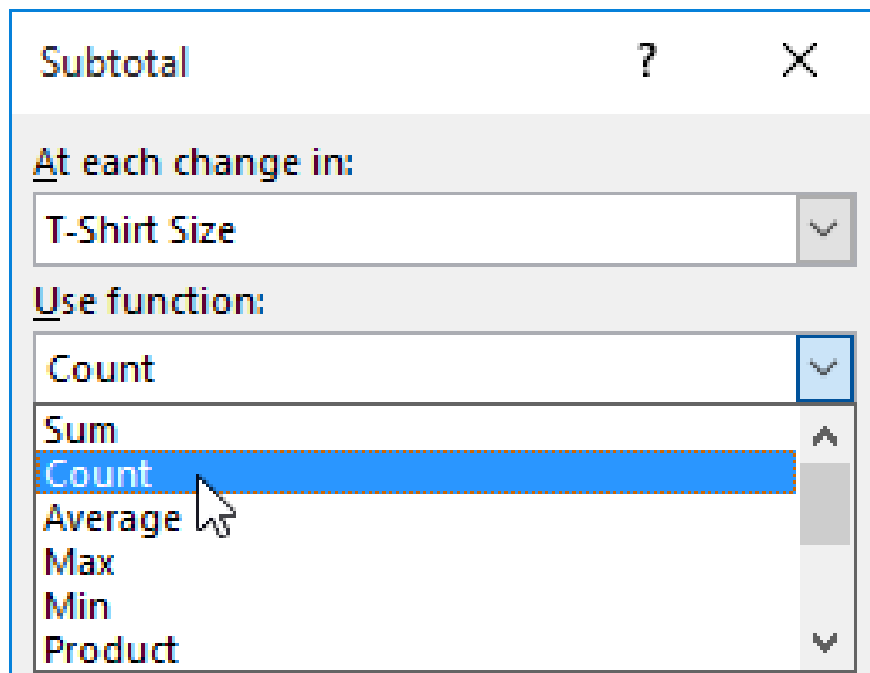 Subtotal ?
At each change in:
T-Shirt Size
Use function:
Count
Sum
Count
Average
Max
Min
Product